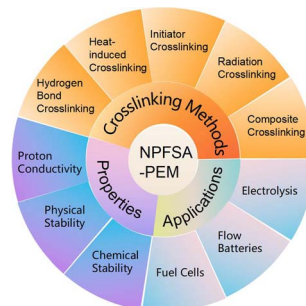 Initiator
Crosslinking
Heat-
induced
Crosslinking
Radiation
Crosslinking
Hydrogen
Bond
Crosslinking
Composite
Crosslinking
Crosslinking Methods
NPFSA
-PEM
Properties
Applications
Proton
Conductivity
Physical
Stability
Chemical
Stability
Electrolysis
Flow
Batteries
Fuel Cells